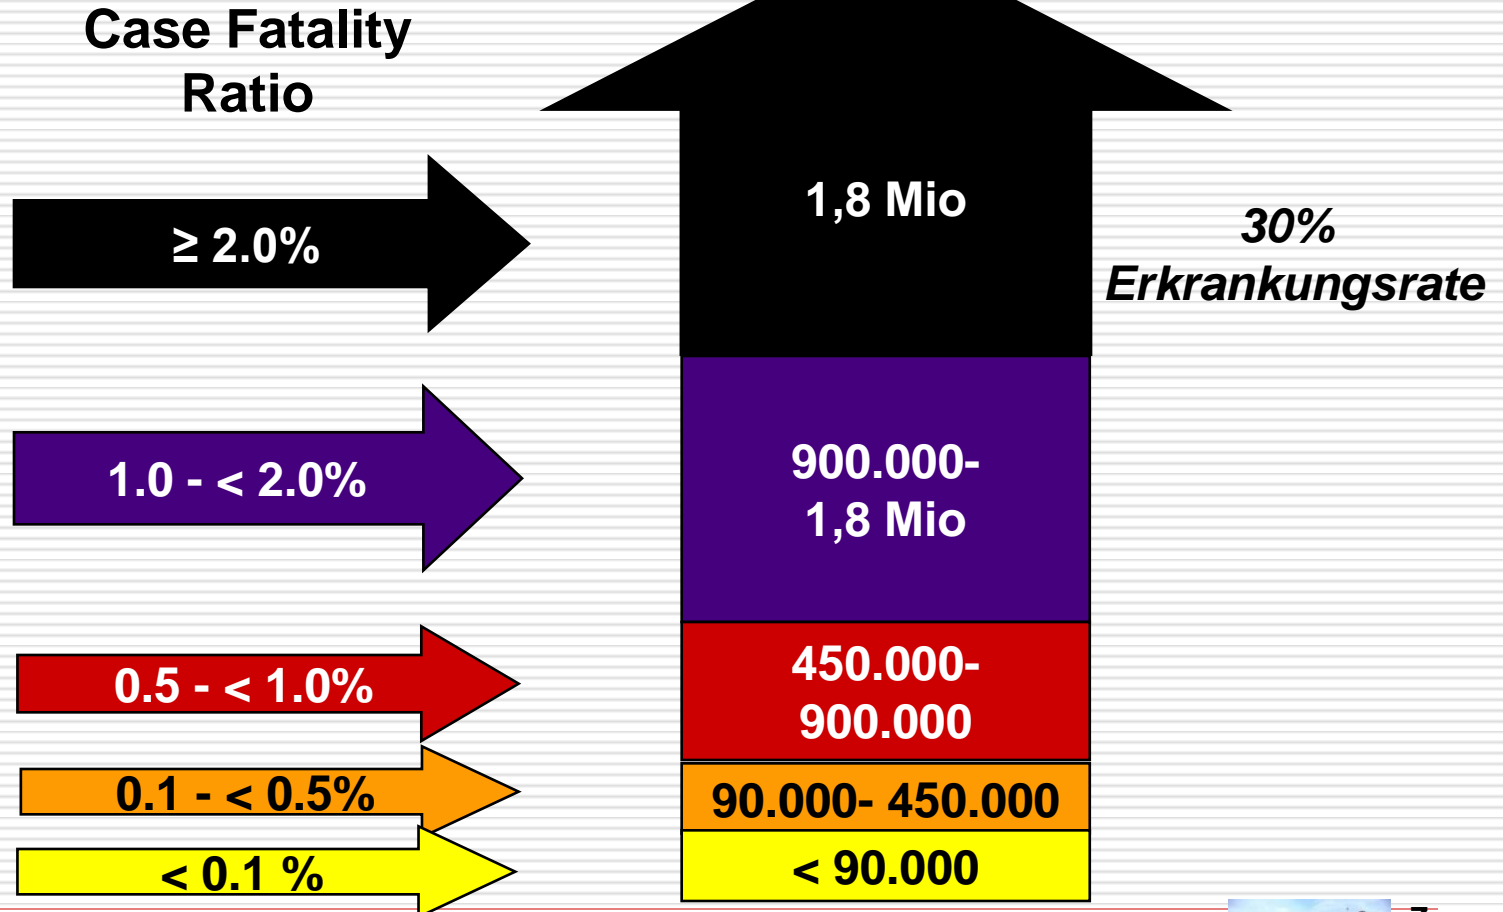 Case Fatality
Ratio
1,8 Mio
≥ 2.0%
30%
Erkrankungsrate
1.0 - < 2.0%
900.000-
1,8 Mio
0.5 - < 1.0%
450.000-
900.000
0.1 - < 0.5%
90.000- 450.000
< 0.1 %
< 90.000